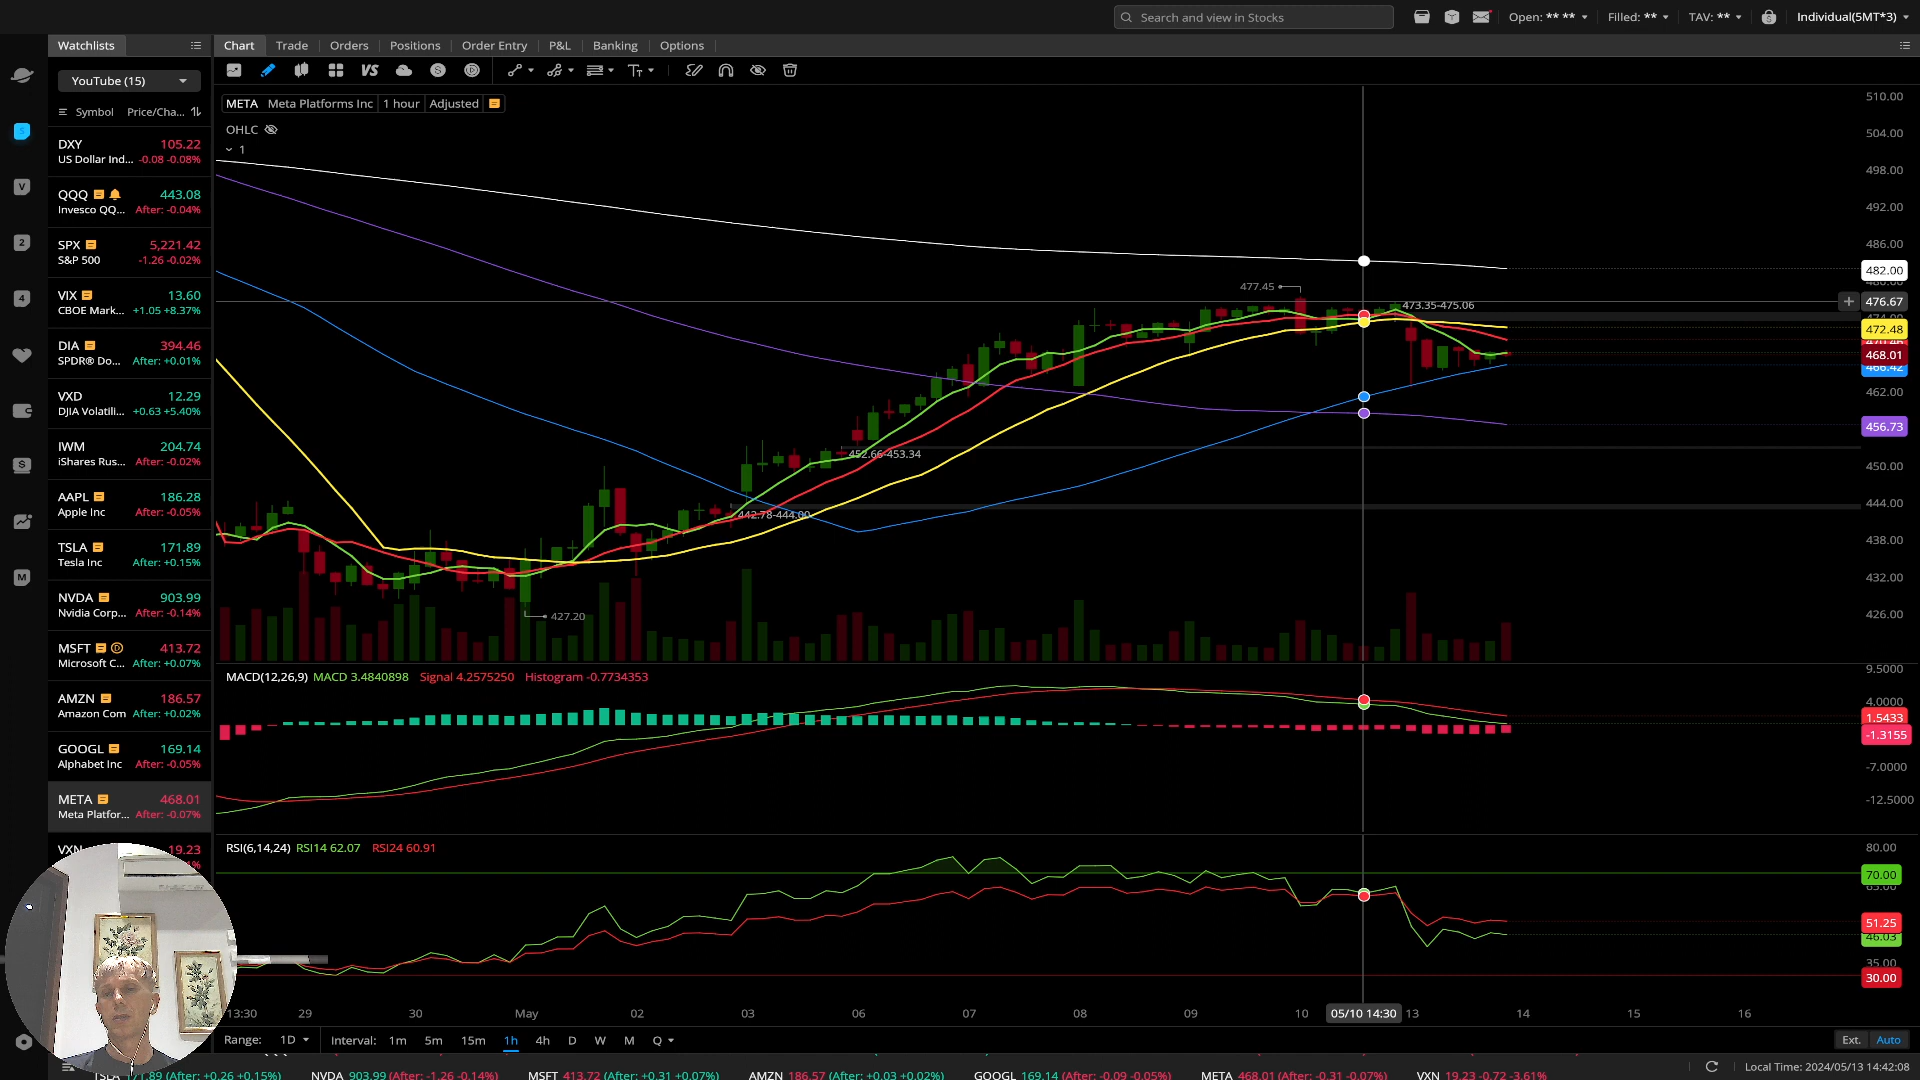 Search and view in Stocks
Open: ** **
Filled: **
TAV: **
Individual(5MT*3)
Watchlists
Chart Trade Orders Positions Order Entry P&L Banking Options
YouTube (15)
VS
Symbol Price/Cha...
META Meta Platforms Inc 1 hour Adjusted
OHLC
1
DXY 105.22
US Dollar Ind... -0.08 -0.08%
QQQ 443.08
Invesco QQ... After: -0.04%
SPX 5,221.42
S&P 500 -1.26 -0.02%
VIX 13.60
CBOE Mark... +1.05 +8.37%
DIA 394.46
SPDR® Do... After: +0.01%
VXD 12.29
DJIA Volatili... +0.63 +5.40%
IWM 204.74
iShares Rus... After: -0.02%
AAPL 186.28
Apple Inc After: -0.05%
TSLA 171.89
Tesla Inc After: +0.15%
NVDA 903.99
Nvidia Corp... After: -0.14%
MSFT 413.72
Microsoft C... After: +0.07%
AMZN 186.57
Amazon Com After: +0.02%
GOOGL 169.14
Alphabet Inc After: -0.05%
META 468.01
Meta Platfor... After: -0.07%
VXN 19.23
477.45
473.35-475.06
452.66-453.34
442.78-444.00
427.20
510.00
504.00
498.00
492.00
486.00
482.00
476.67
472.48
468.01
466.42
462.00
456.73
450.00
444.00
438.00
432.00
426.00
MACD(12,26,9) MACD 3.4840898 Signal 4.2575250 Histogram -0.7734353
9.5000
4.0000
1.5433
-1.3155
-7.0000
-12.5000
RSI(6,14,24) RSI14 62.07 RSI24 60.91
80.00
70.00
51.25
46.03
35.00
30.00
13:30 29 30 May 02 03 06 07 08 09 10 05/10 14:30 13 14 15 16
Range: 1D Interval: 1m 5m 15m 1h 4h D W M Q
Ext. Auto
TSLA 171.89 (After: +0.26 +0.15%) NVDA 903.99 (After: -1.26 -0.14%) MSFT 413.72 (After: +0.31 +0.07%) AMZN 186.57 (After: +0.03 +0.02%) GOOGL 169.14 (After: -0.09 -0.05%) META 468.01 (After: -0.31 -0.07%) VXN 19.23 -0.72 -3.61%
Local Time: 2024/05/13 14:42:08